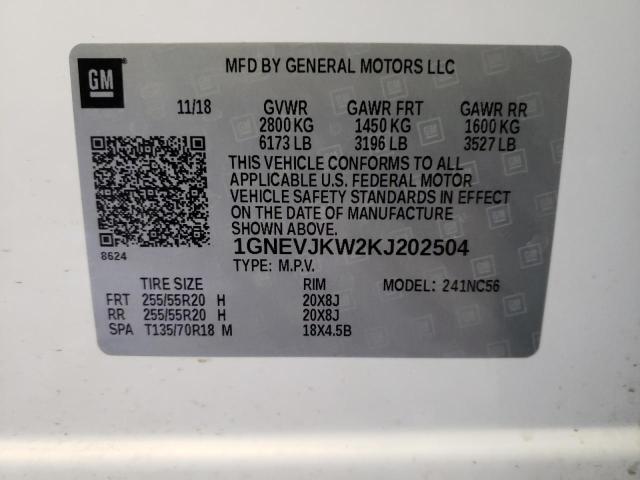 GM
MFD BY GENERAL MOTORS LLC
11/18 GVWR GAWR FRT GAWR RR
2800 KG 1450 KG 1600 KG
6173 LB 3196 LB 3527 LB
THIS VEHICLE CONFORMS TO ALL
APPLICABLE U.S. FEDERAL MOTOR
VEHICLE SAFETY STANDARDS IN EFFECT
ON THE DATE OF MANUFACTURE
SHOWN ABOVE.
8624
1GNEVJKW2KJ202504
TYPE: M.P.V.
TIRE SIZE RIM MODEL: 241NC56
FRT 255/55R20 H 20X8J
RR 255/55R20 H 20X8J
SPA T135/70R18 M 18X4.5B